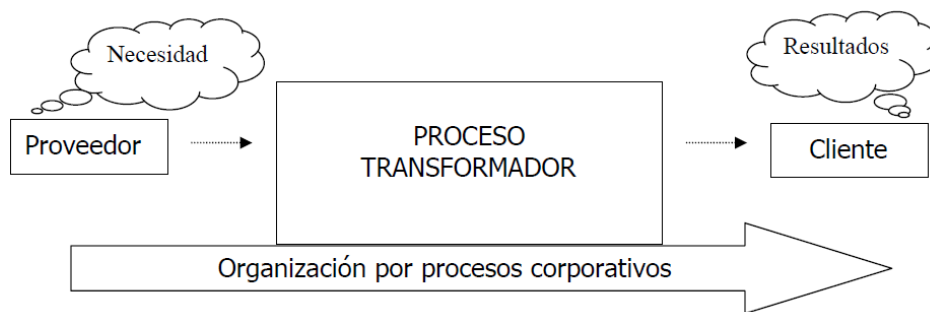 Necesidad
Resultados
Proveedor
PROCESO
TRANSFORMADOR
Cliente
Organización por procesos corporativos